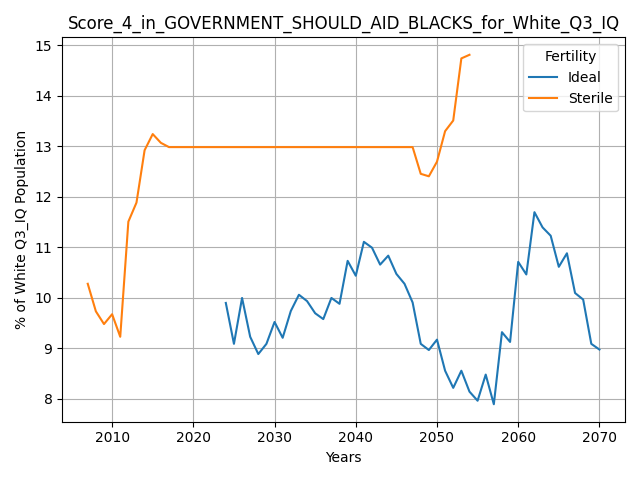 Score_4_in_GOVERNMENT_SHOULD_AID_BLACKS_for_White_Q3_IQ
Fertility
Ideal
Sterile
% of White Q3_IQ Population
15
14
13
12
11
10
9
8
2010 2020 2030 2040 2050 2060 2070
Years